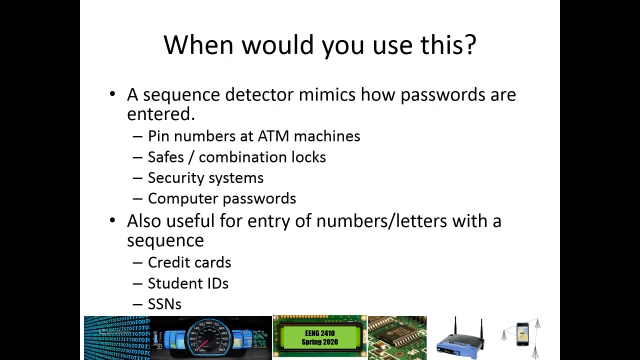 When would you use this?
• A sequence detector mimics how passwords are
entered.
– Pin numbers at ATM machines
– Safes / combination locks
– Security systems
– Computer passwords
• Also useful for entry of numbers/letters with a
sequence
– Credit cards
– Student IDs
– SSNs
EENG 2410
Spring 2020